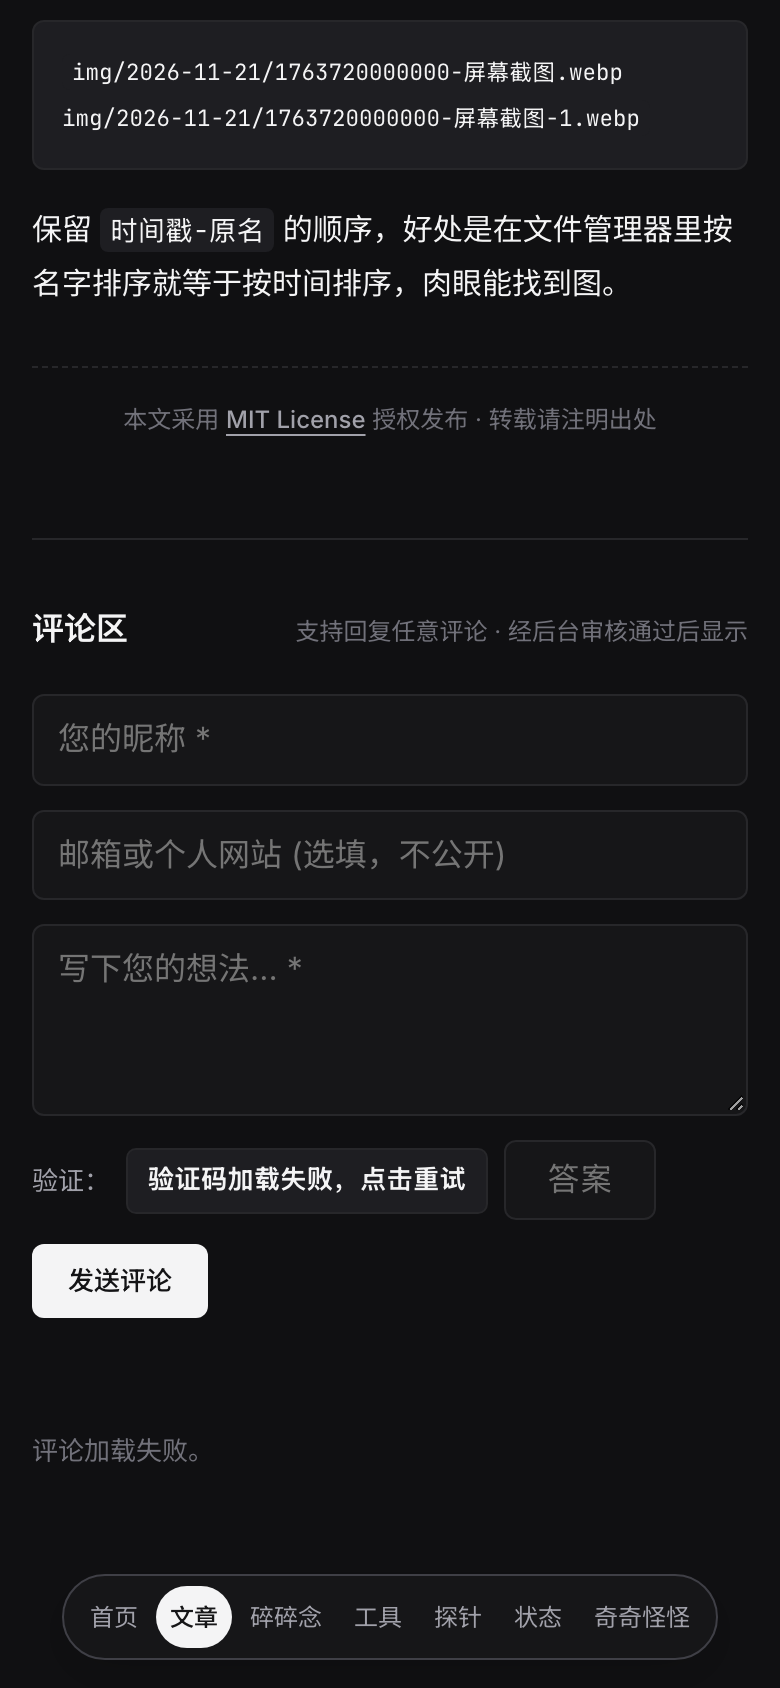 img/2026-11-21/1763720000000-屏幕截图.webp
img/2026-11-21/1763720000000-屏幕截图-1.webp
保留 时间戳-原名 的顺序，好处是在文件管理器里按
名字排序就等于按时间排序，肉眼能找到图。
本文采用 MIT License 授权发布 · 转载请注明出处
评论区 支持回复任意评论 · 经后台审核通过后显示
您的昵称 *
邮箱或个人网站 (选填，不公开)
写下您的想法... *
验证： 验证码加载失败，点击重试 答案
发送评论
评论加载失败。
首页 文章 碎碎念 工具 探针 状态 奇奇怪怪